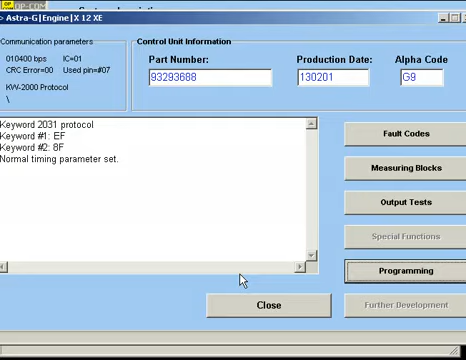 OP-COM
> Astra-G|Engine|X 12 XE
Communication parameters
010400 bps IC=01
CRC Error=00 Used pin=#07
KW-2000 Protocol
\
Control Unit Information
Part Number: Production Date: Alpha Code
93293688 130201 G9
Keyword 2031 protocol
Keyword #1: EF
Keyword #2: 8F
Normal timing parameter set.
Fault Codes
Measuring Blocks
Output Tests
Special Functions
Programming
Close
Further Development